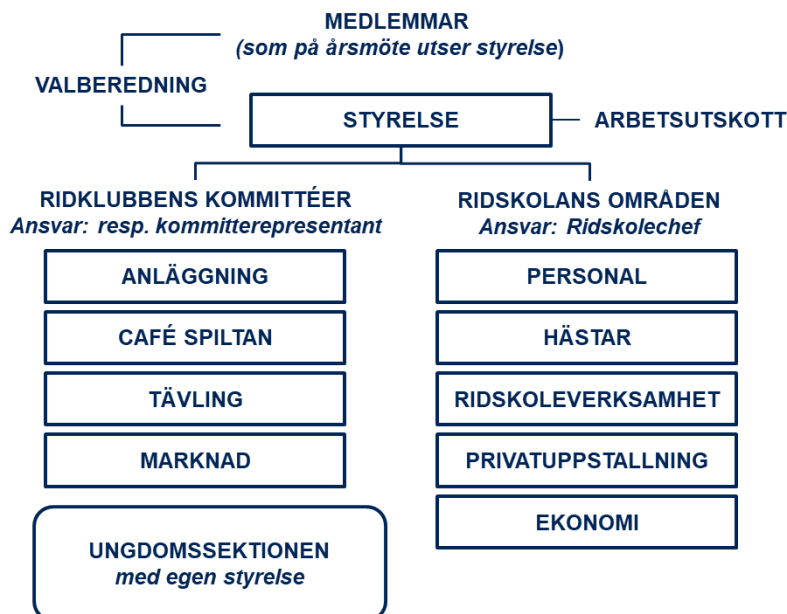 MEDLEMMAR
(som på årsmöte utser styrelse)
VALBEREDNING
STYRELSE
ARBETSUTSKOTT
RIDKLUBBENS KOMMITTÉER
Ansvar: resp. kommitterepresentant
ANLÄGGNING
CAFÉ SPILTAN
TÄVLING
MARKNAD
UNGDOMSSEKTIONEN
med egen styrelse
RIDSKOLANS OMRÅDEN
Ansvar: Ridskolechef
PERSONAL
HÄSTAR
RIDSKOLEVERKSAMHET
PRIVATUPPSTALLNING
EKONOMI